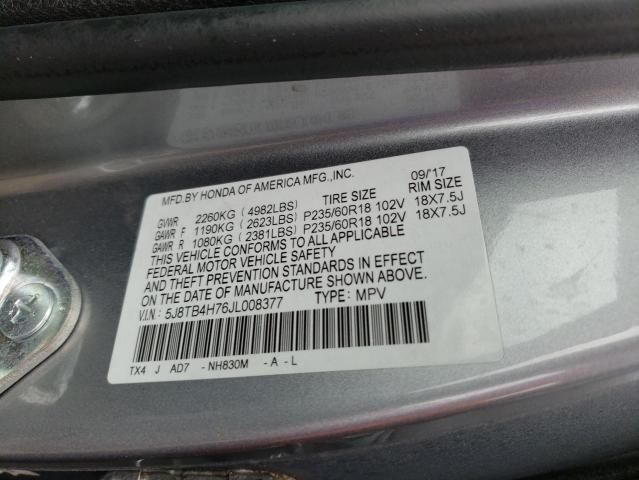 MFD.BY HONDA OF AMERICA MFG.,INC. 09/17
TIRE SIZE RIM SIZE
GVWR 2260KG ( 4982LBS)
GAWR F 1190KG ( 2623LBS) P235/60R18 102V 18X7.5J
GAWR R 1080KG ( 2381LBS) P235/60R18 102V 18X7.5J
THIS VEHICLE CONFORMS TO ALL APPLICABLE
FEDERAL MOTOR VEHICLE SAFETY
AND THEFT PREVENTION STANDARDS IN EFFECT
ON THE DATE OF MANUFACTURE SHOWN ABOVE.
V.I.N.: 5J8TB4H76JL008377 TYPE: MPV
TX4 J AD7 -NH830M -A-L